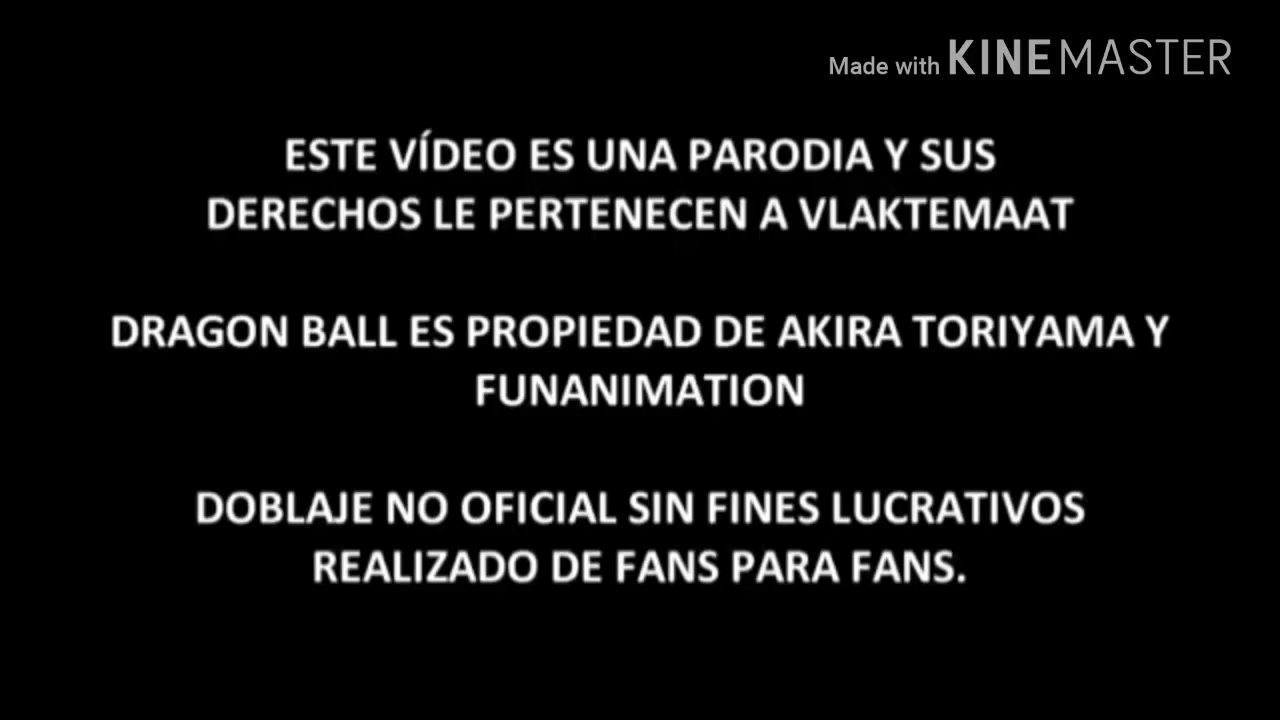 Made with KINEMASTER
ESTE VÍDEO ES UNA PARODIA Y SUS
DERECHOS LE PERTENECEN A VLAKTEMAAT
DRAGON BALL ES PROPIEDAD DE AKIRA TORIYAMA Y
FUNANIMATION
DOBLAJE NO OFICIAL SIN FINES LUCRATIVOS
REALIZADO DE FANS PARA FANS.